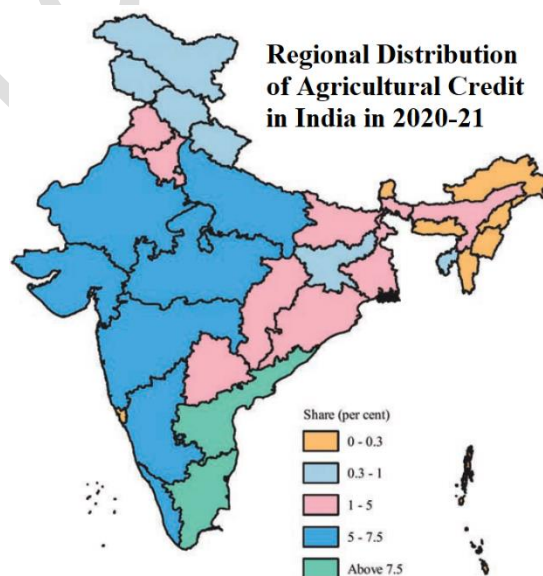 Regional Distribution
of Agricultural Credit
in India in 2020-21
Share (per cent)
0 - 0.3
0.3 - 1
1 - 5
5 - 7.5
Above 7.5